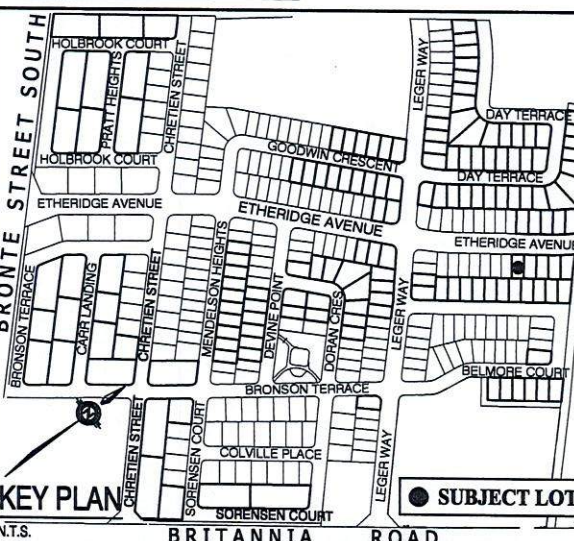 BRONTE STREET SOUTH
HOLBROOK COURT
PRATT HEIGHTS
CHRETIEN STREET
HOLBROOK COURT
LEGER WAY
DAY TERRACE
GOODWIN CRESCENT
DAY TERRACE
ETHERIDGE AVENUE
ETHERIDGE AVENUE
ETHERIDGE AVENUE
BRONSON TERRACE
CARR LANDING
CHRETIEN STREET
MENDELSON HEIGHTS
DEVINE POINT
DORAN CRES
LEGER WAY
BRONSON TERRACE
BELMORE COURT
CHRETIEN STREET
SORENSEN COURT
COLVILLE PLACE
LEGER WAY
SORENSEN COURT
KEY PLAN
N.T.S.
SUBJECT LOT
BRITANNIA ROAD